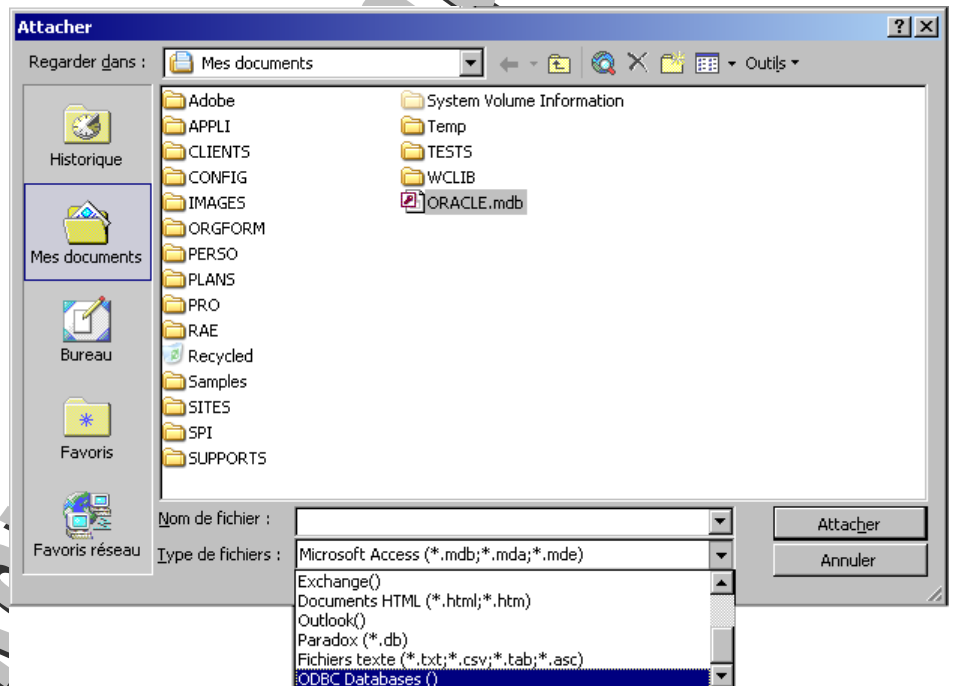 Attacher
Regarder dans :
Mes documents
Outils
Historique
Mes documents
Bureau
Favoris
Favoris réseau
Adobe
APPLI
CLIENTS
CONFIG
IMAGES
ORGFORM
PERSO
PLANS
PRO
RAE
Recycled
Samples
SITES
SPI
SUPPORTS
System Volume Information
Temp
TESTS
WCLIB
ORACLE.mdb
Nom de fichier :
Attacher
Type de fichiers :
Microsoft Access (*.mdb;*.mda;*.mde)
Annuler
Exchange()
Documents HTML (*.html;*.htm)
Outlook()
Paradox (*.db)
Fichiers texte (*.txt;*.csv;*.tab;*.asc)
ODBC Databases ()